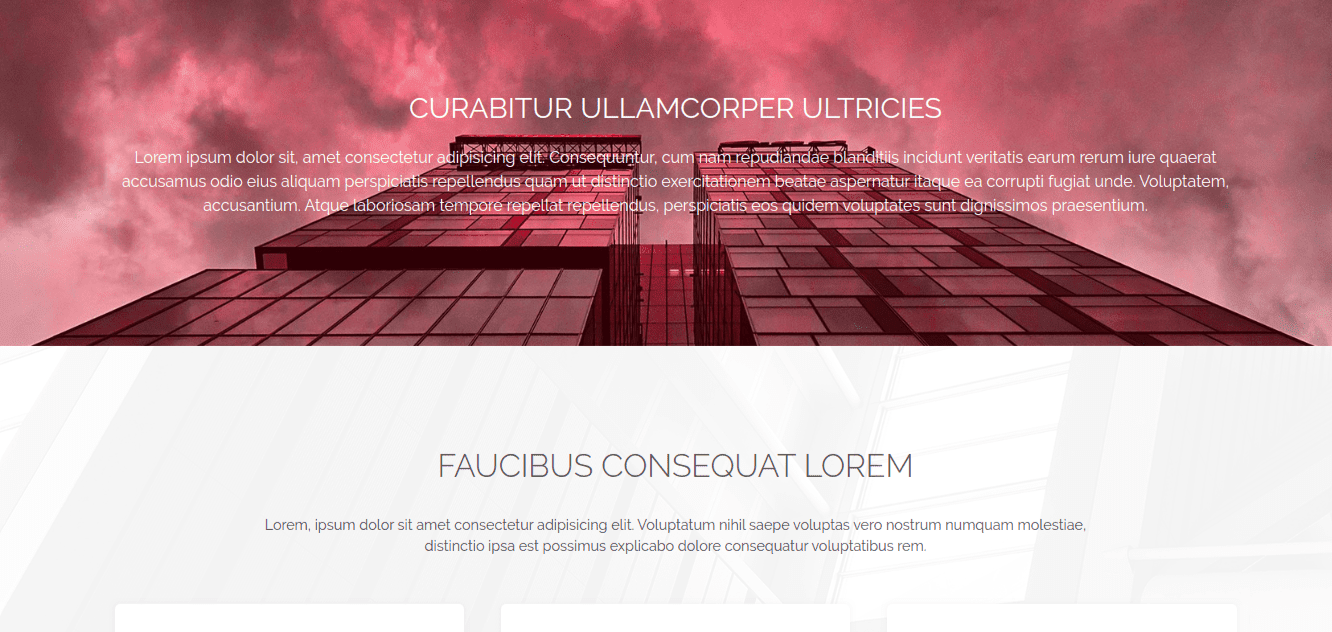 CURABITUR ULLAMCORPER ULTRICIES
Lorem ipsum dolor sit, amet consectetur adipisicing elit. Consequuntur, cum nam repudiandae blanditiis incidunt veritatis earum rerum iure quaerat
accusamus odio eius aliquam perspiciatis repellendus quam ut distinctio exercitationem beatae aspernatur itaque ea corrupti fugiat unde. Voluptatem,
accusantium. Atque laboriosam tempore repellat repellendus, perspiciatis eos quidem voluptates sunt dignissimos praesentium.
FAUCIBUS CONSEQUAT LOREM
Lorem, ipsum dolor sit amet consectetur adipisicing elit. Voluptatum nihil saepe voluptas vero nostrum numquam molestiae,
distinctio ipsa est possimus explicabo dolore consequatur voluptatibus rem.